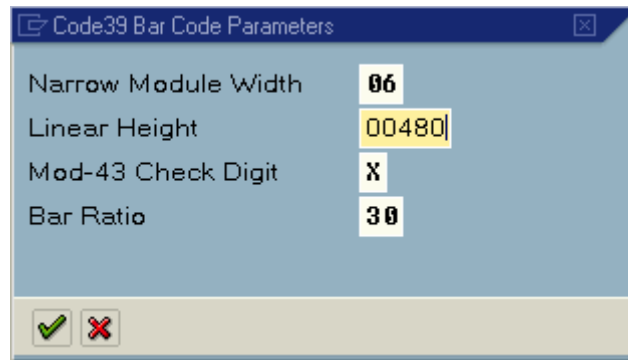 Code39 Bar Code Parameters
Narrow Module Width 06
Linear Height 00480
Mod-43 Check Digit X
Bar Ratio 30